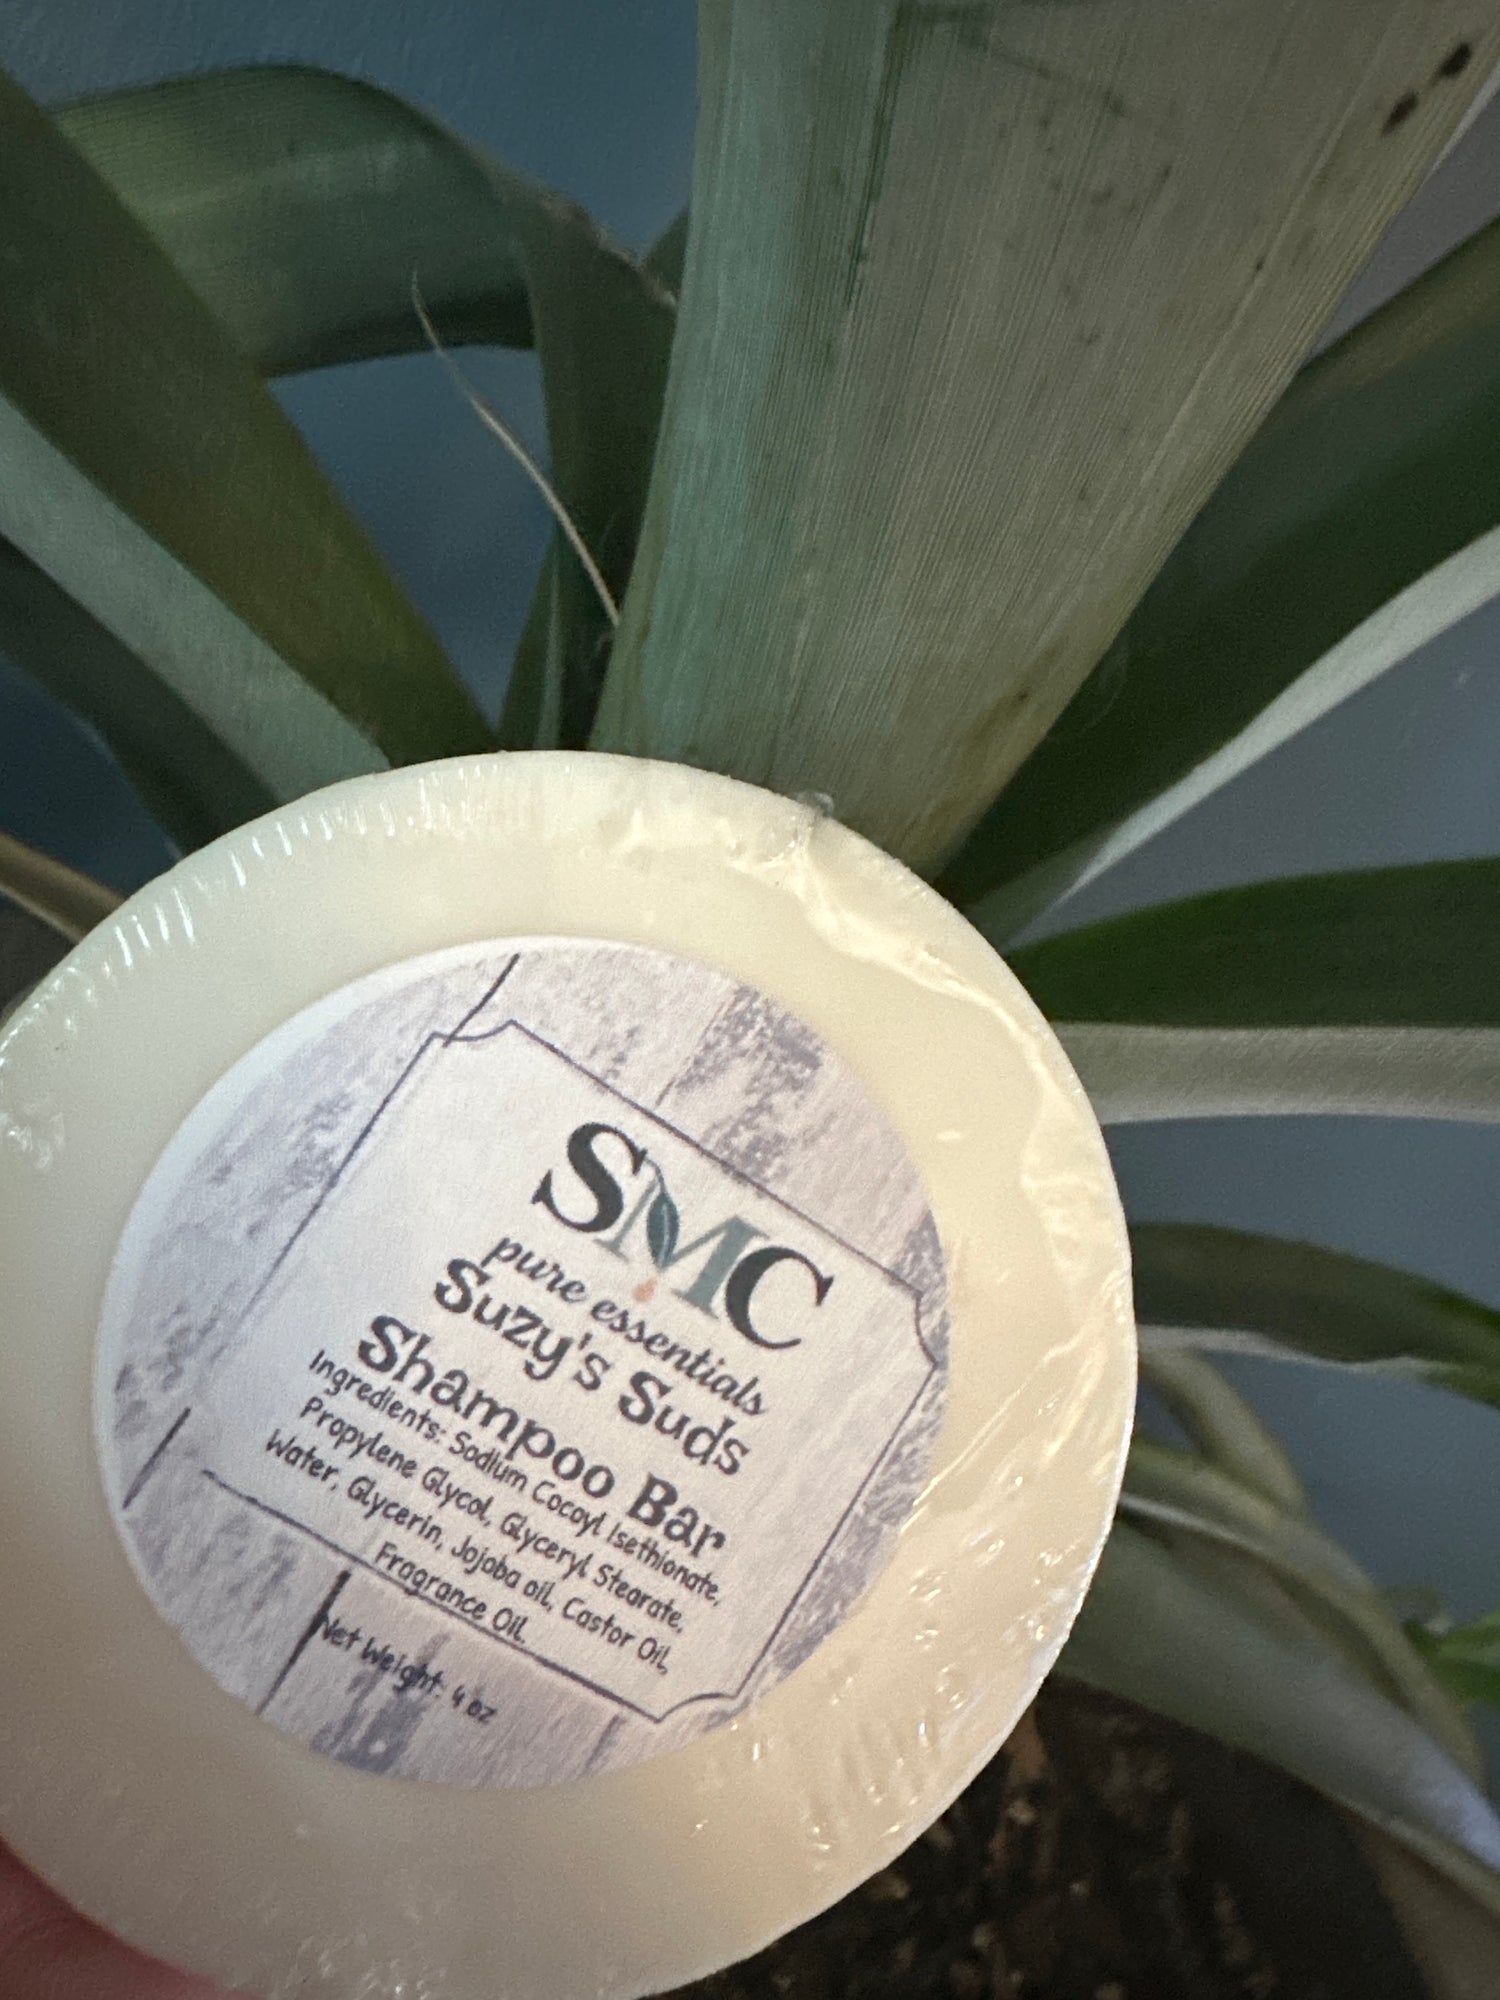 SMC
pure essentials
Suzy's Suds
Shampoo Bar
Ingredients: Sodium Cocoyl Isethionate,
Propylene Glycol, Glyceryl Stearate,
Water, Glycerin, Jojoba oil, Castor Oil,
Fragrance Oil.
Net Weight: 4 oz